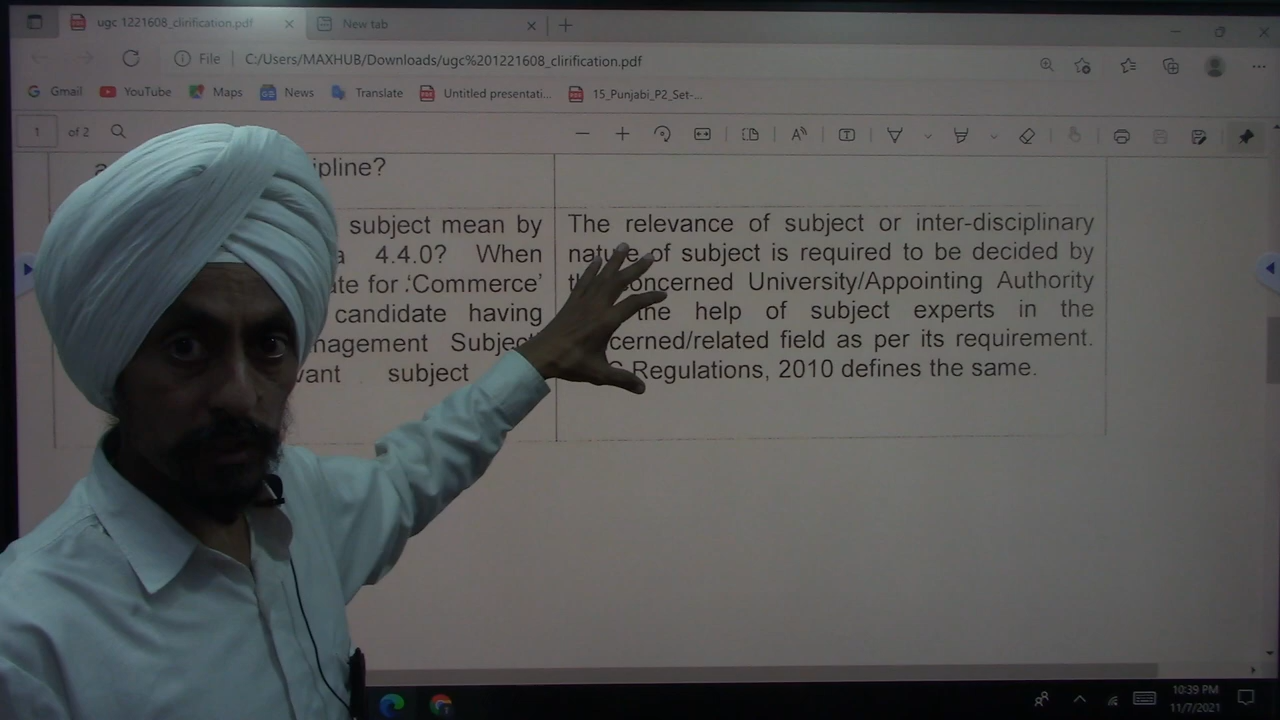 ugc 1221608_clirification.pdf
New tab
File
C:/Users/MAXHUB/Downloads/ugc%201221608_clirification.pdf
Gmail
YouTube
Maps
News
Translate
Untitled presentati...
15_Punjabi_P2_Set-...
1 of 2
ipline?
subject mean by
4.4.0? When
ate for 'Commerce'
candidate having
nagement
vant subject
The relevance of subject or inter-disciplinary
nature of subject is required to be decided by
concerned University/Appointing Authority
the help of subject experts in the
cerned/related field as per its requirement.
Regulations, 2010 defines the same.
10:39 PM
11/7/2021